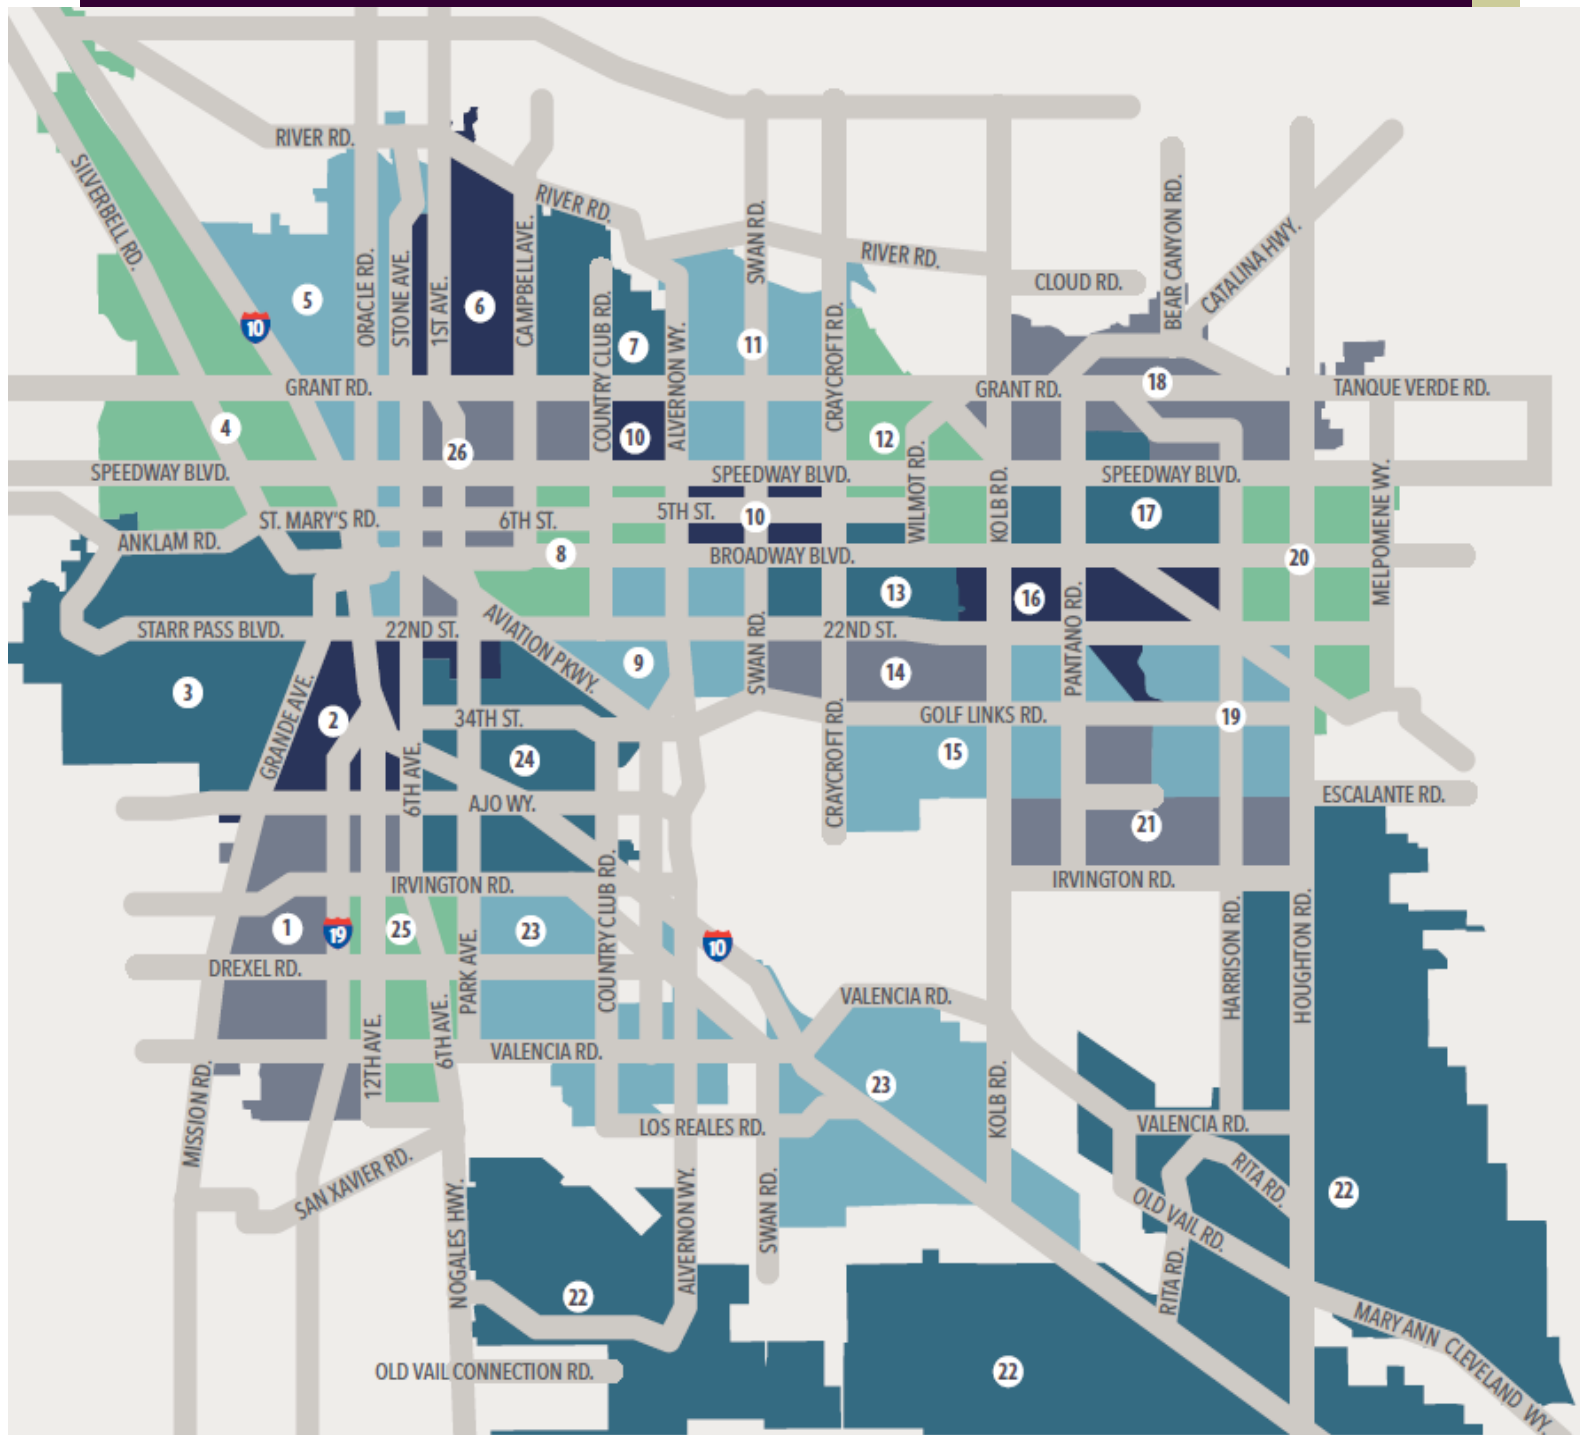 RIVER RD.
SILVERBELL RD.
ORACLE RD.
STONE AVE.
1ST AVE.
CAMPBELL AVE.
RIVER RD.
SWAN RD.
RIVER RD.
CLOUD RD.
BEAR CANYON RD.
CATALINA HWY.
5
10
6
COUNTRY CLUB RD.
7
ALVERNON WY.
11
CRAYCROFT RD.
GRANT RD.
GRANT RD.
18
TANQUE VERDE RD.
4
26
10
12
WILMOT RD.
KOLB RD.
SPEEDWAY BLVD.
SPEEDWAY BLVD.
SPEEDWAY BLVD.
MELPOMENE WY.
ST. MARY'S RD.
6TH ST.
5TH ST.
10
17
ANKLAM RD.
8
BROADWAY BLVD.
20
13
16
PANTANO RD.
STARR PASS BLVD.
22ND ST.
AVIATION PKWY.
SWAN RD.
22ND ST.
9
14
3
GRANDE AVE.
2
34TH ST.
CRAYCROFT RD.
GOLF LINKS RD.
19
24
15
6TH AVE.
AJO WY.
ESCALANTE RD.
21
IRVINGTON RD.
COUNTRY CLUB RD.
IRVINGTON RD.
1
19
25
PARK AVE.
23
10
HARRISON RD.
HOUGHTON RD.
DREXEL RD.
VALENCIA RD.
12TH AVE.
6TH AVE.
VALENCIA RD.
23
KOLB RD.
MISSION RD.
LOS REALES RD.
VALENCIA RD.
SAN XAVIER RD.
NOGALES HWY.
ALVERNON WY.
SWAN RD.
RITA RD.
22
OLD VAIL RD.
RITA RD.
22
MARY ANN CLEVELAND WY.
OLD VAIL CONNECTION RD.
22